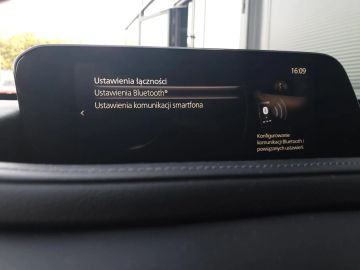 16:09
Ustawienia łączności
Ustawienia Bluetooth®
Ustawienia komunikacji smartfona
Konfigurowanie
komunikacji Bluetooth i
powiązanych ustawień.